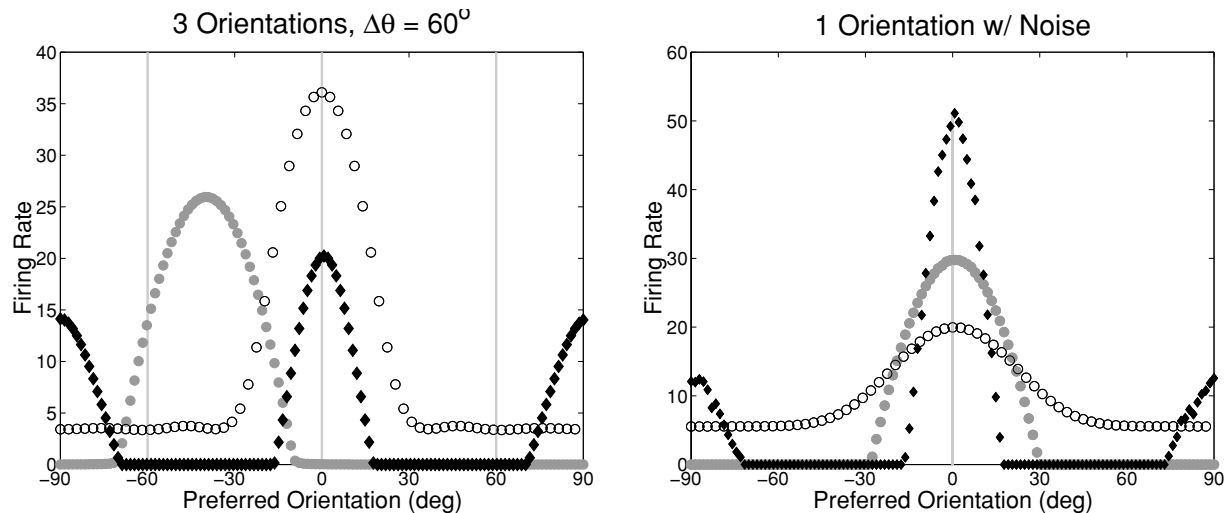 3 Orientations, Δθ = 60°
40
35
30
25
20
15
10
5
0
Firing Rate
−90 −60 −30 0 30 60 90
Preferred Orientation (deg)
1 Orientation w/ Noise
60
50
40
30
20
10
0
Firing Rate
−90 −60 −30 0 30 60 90
Preferred Orientation (deg)